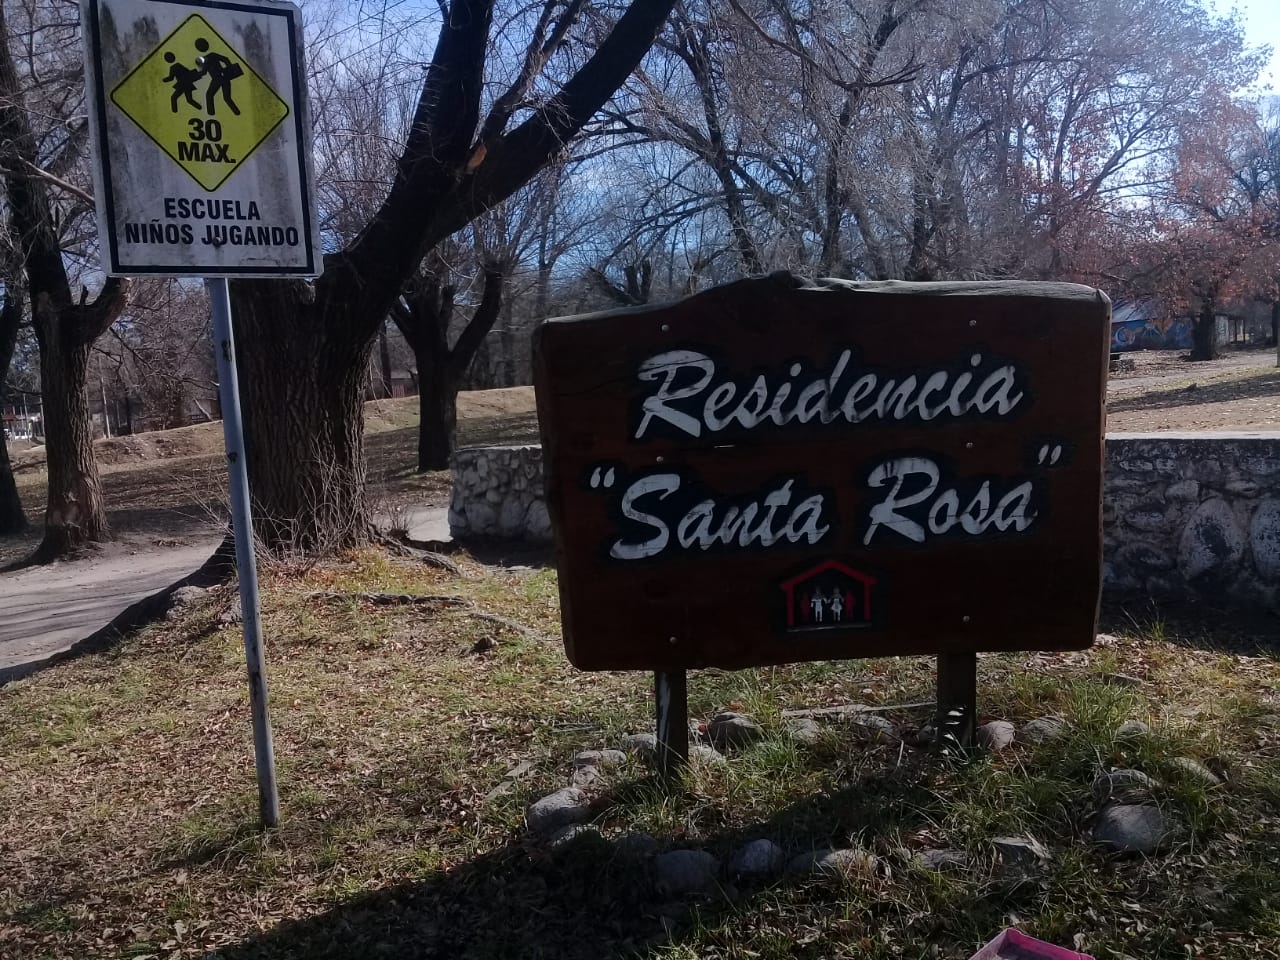 30
MAX.
ESCUELA
NIÑOS JUGANDO
Residencia
"Santa Rosa"